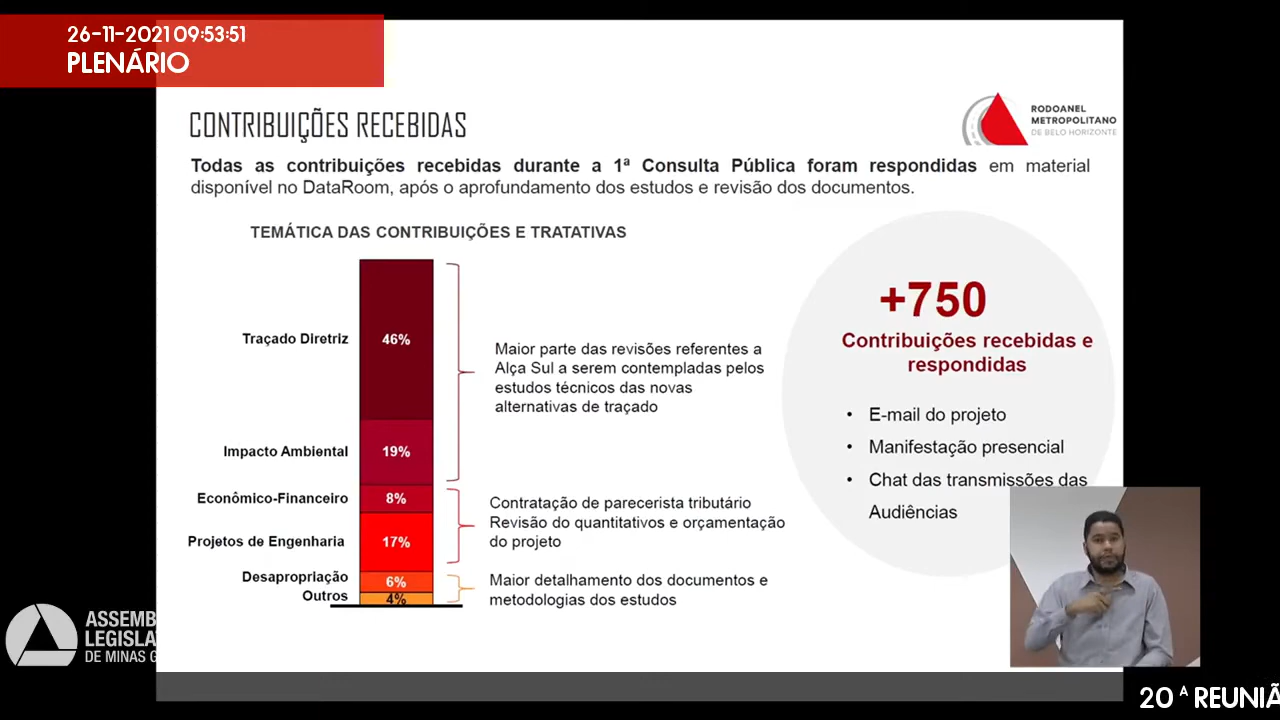 26-11-2021 09:53:51
PLENÁRIO
CONTRIBUIÇÕES RECEBIDAS
RODOANEL
METROPOLITANO
DE BELO HORIZONTE
Todas as contribuições recebidas durante a 1ª Consulta Pública foram respondidas em material
disponível no DataRoom, após o aprofundamento dos estudos e revisão dos documentos.
TEMÁTICA DAS CONTRIBUIÇÕES E TRATATIVAS
Traçado Diretriz
46%
Maior parte das revisões referentes a
Alça Sul a serem contempladas pelos
estudos técnicos das novas
alternativas de traçado
Impacto Ambiental
19%
Econômico-Financeiro
8%
Projetos de Engenharia
17%
Contratação de parecerista tributário
Revisão do quantitativos e orçamentação
do projeto
Desapropriação
6%
Outros
4%
Maior detalhamento dos documentos e
metodologias dos estudos
+750
Contribuições recebidas e
respondidas
• E-mail do projeto
• Manifestação presencial
• Chat das transmissões das
Audiências
ASSEMB
LEGISLA
DE MINAS G
20ª REUNIÃ